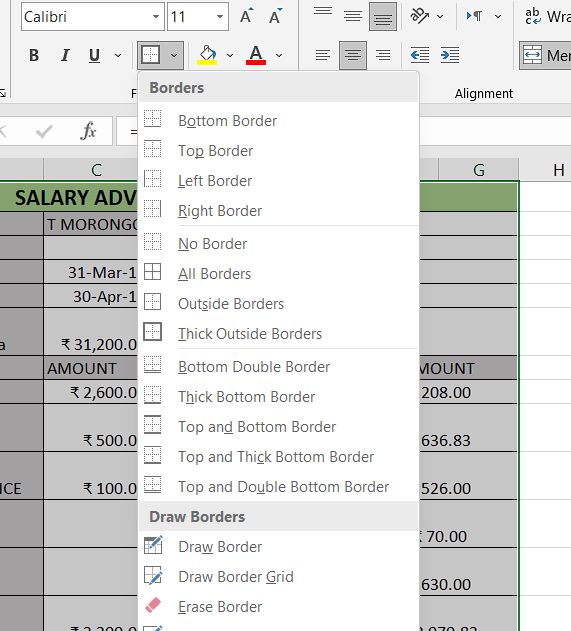 Calibri 11 A A ab Wra
B I U A Mer
Alignment
fx =
C G H
SALARY ADV
T MORONG
31-Mar-1
30-Apr-1
a ₹ 31,200.0
AMOUNT MOUNT
₹ 2,600.0 208.00
₹ 500.0 636.83
ICE ₹ 100.0 526.00
₹ 70.00
630.00
Borders
Bottom Border
Top Border
Left Border
Right Border
No Border
All Borders
Outside Borders
Thick Outside Borders
Bottom Double Border
Thick Bottom Border
Top and Bottom Border
Top and Thick Bottom Border
Top and Double Bottom Border
Draw Borders
Draw Border
Draw Border Grid
Erase Border